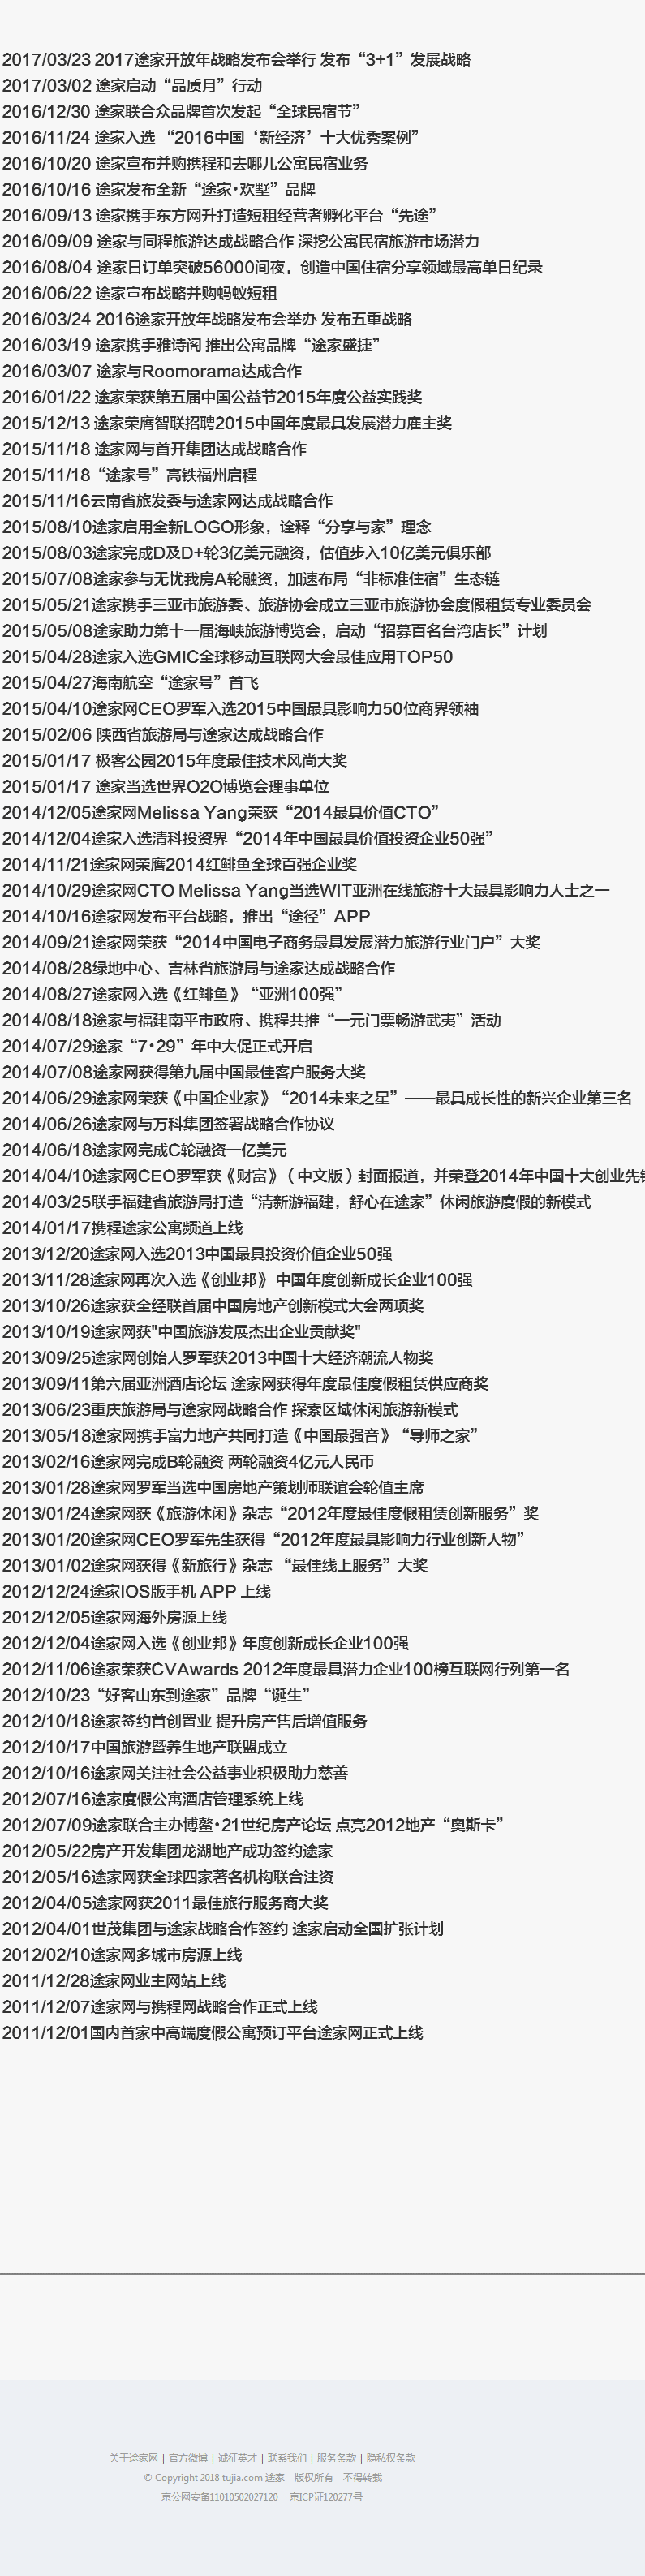 2017/03/23 2017途家开放年战略发布会举行 发布“3+1”发展战略
2017/03/02 途家启动“品质月”行动
2016/12/30 途家联合众品牌首次发起“全球民宿节”
2016/11/24 途家入选 “2016中国‘新经济’十大优秀案例”
2016/10/20 途家宣布并购携程和去哪儿公寓民宿业务
2016/10/16 途家发布全新“途家•欢墅”品牌
2016/09/13 途家携手东方网升打造短租经营者孵化平台“先途”
2016/09/09 途家与同程旅游达成战略合作 深挖公寓民宿旅游市场潜力
2016/08/04 途家日订单突破56000间夜，创造中国住宿分享领域最高单日纪录
2016/06/22 途家宣布战略并购蚂蚁短租
2016/03/24 2016途家开放年战略发布会举办 发布五重战略
2016/03/19 途家携手雅诗阁 推出公寓品牌“途家盛捷”
2016/03/07 途家与Roomorama达成合作
2016/01/22 途家荣获第五届中国公益节2015年度公益实践奖
2015/12/13 途家荣膺智联招聘2015中国年度最具发展潜力雇主奖
2015/11/18 途家网与首开集团达成战略合作
2015/11/18“途家号”高铁福州启程
2015/11/16云南省旅发委与途家网达成战略合作
2015/08/10途家启用全新LOGO形象，诠释“分享与家”理念
2015/08/03途家完成D及D+轮3亿美元融资，估值步入10亿美元俱乐部
2015/07/08途家参与无忧我房A轮融资，加速布局“非标准住宿”生态链
2015/05/21途家携手三亚市旅游委、旅游协会成立三亚市旅游协会度假租赁专业委员会
2015/05/08途家助力第十一届海峡旅游博览会，启动“招募百名台湾店长”计划
2015/04/28途家入选GMIC全球移动互联网大会最佳应用TOP50
2015/04/27海南航空“途家号”首飞
2015/04/10途家网CEO罗军入选2015中国最具影响力50位商界领袖
2015/02/06 陕西省旅游局与途家达成战略合作
2015/01/17 极客公园2015年度最佳技术风尚大奖
2015/01/17 途家当选世界O2O博览会理事单位
2014/12/05途家网Melissa Yang荣获“2014最具价值CTO”
2014/12/04途家入选清科投资界“2014年中国最具价值投资企业50强”
2014/11/21途家网荣膺2014红鲱鱼全球百强企业奖
2014/10/29途家网CTO Melissa Yang当选WIT亚洲在线旅游十大最具影响力人士之一
2014/10/16途家网发布平台战略，推出“途径”APP
2014/09/21途家网荣获“2014中国电子商务最具发展潜力旅游行业门户”大奖
2014/08/28绿地中心、吉林省旅游局与途家达成战略合作
2014/08/27途家网入选《红鲱鱼》“亚洲100强”
2014/08/18途家与福建南平市政府、携程共推“一元门票畅游武夷”活动
2014/07/29途家“7•29”年中大促正式开启
2014/07/08途家网获得第九届中国最佳客户服务大奖
2014/06/29途家网荣获《中国企业家》“2014未来之星”——最具成长性的新兴企业第三名
2014/06/26途家网与万科集团签署战略合作协议
2014/06/18途家网完成C轮融资一亿美元
2014/04/10途家网CEO罗军获《财富》（中文版）封面报道，并荣登2014年中国十大创业先锋
2014/03/25联手福建省旅游局打造“清新游福建，舒心在途家”休闲旅游度假的新模式
2014/01/17携程途家公寓频道上线
2013/12/20途家网入选2013中国最具投资价值企业50强
2013/11/28途家网再次入选《创业邦》 中国年度创新成长企业100强
2013/10/26途家获全经联首届中国房地产创新模式大会两项奖
2013/10/19途家网获"中国旅游发展杰出企业贡献奖"
2013/09/25途家网创始人罗军获2013中国十大经济潮流人物奖
2013/09/11第六届亚洲酒店论坛 途家网获得年度最佳度假租赁供应商奖
2013/06/23重庆旅游局与途家网战略合作 探索区域休闲旅游新模式
2013/05/18途家网携手富力地产共同打造《中国最强音》“导师之家”
2013/02/16途家网完成B轮融资 两轮融资4亿元人民币
2013/01/28途家网罗军当选中国房地产策划师联谊会轮值主席
2013/01/24途家网获《旅游休闲》杂志“2012年度最佳度假租赁创新服务”奖
2013/01/20途家网CEO罗军先生获得“2012年度最具影响力行业创新人物”
2013/01/02途家网获得《新旅行》杂志 “最佳线上服务”大奖
2012/12/24途家IOS版手机 APP 上线
2012/12/05途家网海外房源上线
2012/12/04途家网入选《创业邦》年度创新成长企业100强
2012/11/06途家荣获CVAwards 2012年度最具潜力企业100榜互联网行列第一名
2012/10/23“好客山东到途家”品牌“诞生”
2012/10/18途家签约首创置业 提升房产售后增值服务
2012/10/17中国旅游暨养生地产联盟成立
2012/10/16途家网关注社会公益事业积极助力慈善
2012/07/16途家度假公寓酒店管理系统上线
2012/07/09途家联合主办博鳌•21世纪房产论坛 点亮2012地产“奥斯卡”
2012/05/22房产开发集团龙湖地产成功签约途家
2012/05/16途家网获全球四家著名机构联合注资
2012/04/05途家网获2011最佳旅行服务商大奖
2012/04/01世茂集团与途家战略合作签约 途家启动全国扩张计划
2012/02/10途家网多城市房源上线
2011/12/28途家网业主网站上线
2011/12/07途家网与携程网战略合作正式上线
2011/12/01国内首家中高端度假公寓预订平台途家网正式上线
关于途家网 | 官方微博 | 诚征英才 | 联系我们 | 服务条款 | 隐私权条款
© Copyright 2018 tujia.com 途家 版权所有 不得转载
京公网安备11010502027120 京ICP证120277号